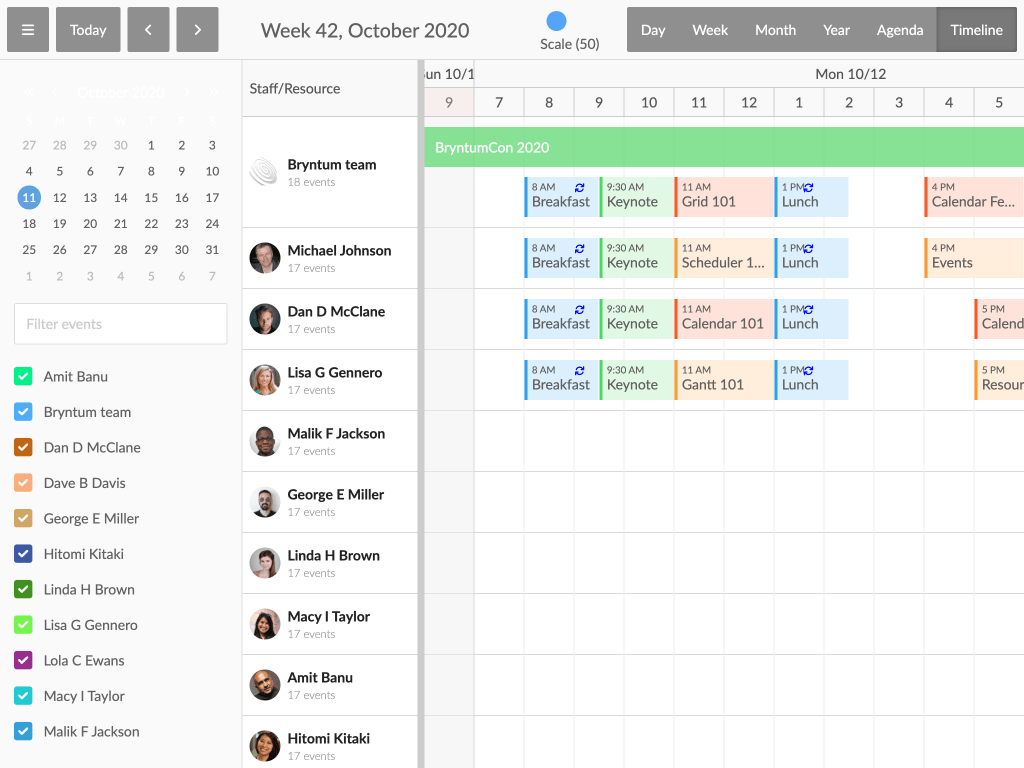 Today
Week 42, October 2020
Scale (50)
Day Week Month Year Agenda Timeline
October 2020
S M T W T F S
27 28 29 30 1 2 3
4 5 6 7 8 9 10
11 12 13 14 15 16 17
18 19 20 21 22 23 24
25 26 27 28 29 30 31
1 2 3 4 5 6 7
Filter events
Amit Banu
Bryntum team
Dan D McClane
Dave B Davis
George E Miller
Hitomi Kitaki
Linda H Brown
Lisa G Gennero
Lola C Ewans
Macy I Taylor
Malik F Jackson
Staff/Resource
Sun 10/1 Mon 10/12
9 7 8 9 10 11 12 1 2 3 4 5
Bryntum team
18 events
BryntumCon 2020
8 AM 9:30 AM 11 AM 1 PM 4 PM
Breakfast Keynote Grid 101 Lunch Calendar Fe...
Michael Johnson
17 events
8 AM 9:30 AM 11 AM 1 PM 4 PM
Breakfast Keynote Scheduler 1... Lunch Events
Dan D McClane
17 events
8 AM 9:30 AM 11 AM 1 PM 5 PM
Breakfast Keynote Calendar 101 Lunch Calend
Lisa G Gennero
17 events
8 AM 9:30 AM 11 AM 1 PM 5 PM
Breakfast Keynote Gantt 101 Lunch Resour
Malik F Jackson
17 events
George E Miller
17 events
Linda H Brown
17 events
Macy I Taylor
17 events
Amit Banu
17 events
Hitomi Kitaki
17 events